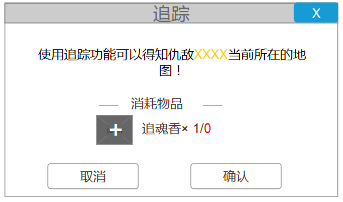 追踪
X
使用追踪功能可以得知仇敌XXXX当前所在的地
图！
消耗物品
+
追魂香× 1/0
取消
确认